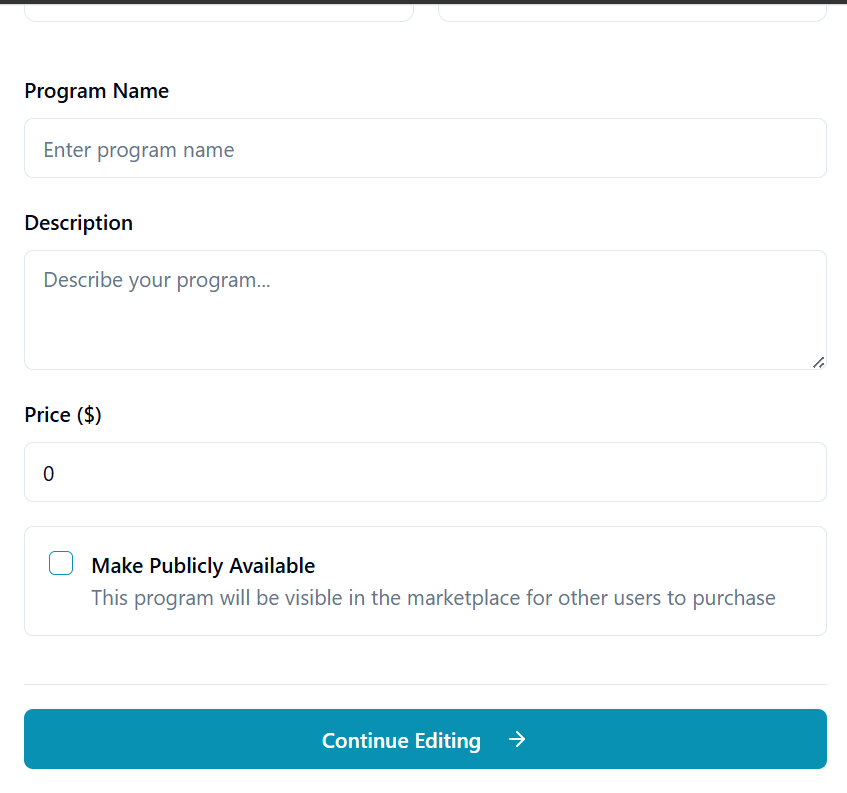 Program Name
Enter program name
Description
Describe your program...
Price ($)
0
Make Publicly Available
This program will be visible in the marketplace for other users to purchase
Continue Editing